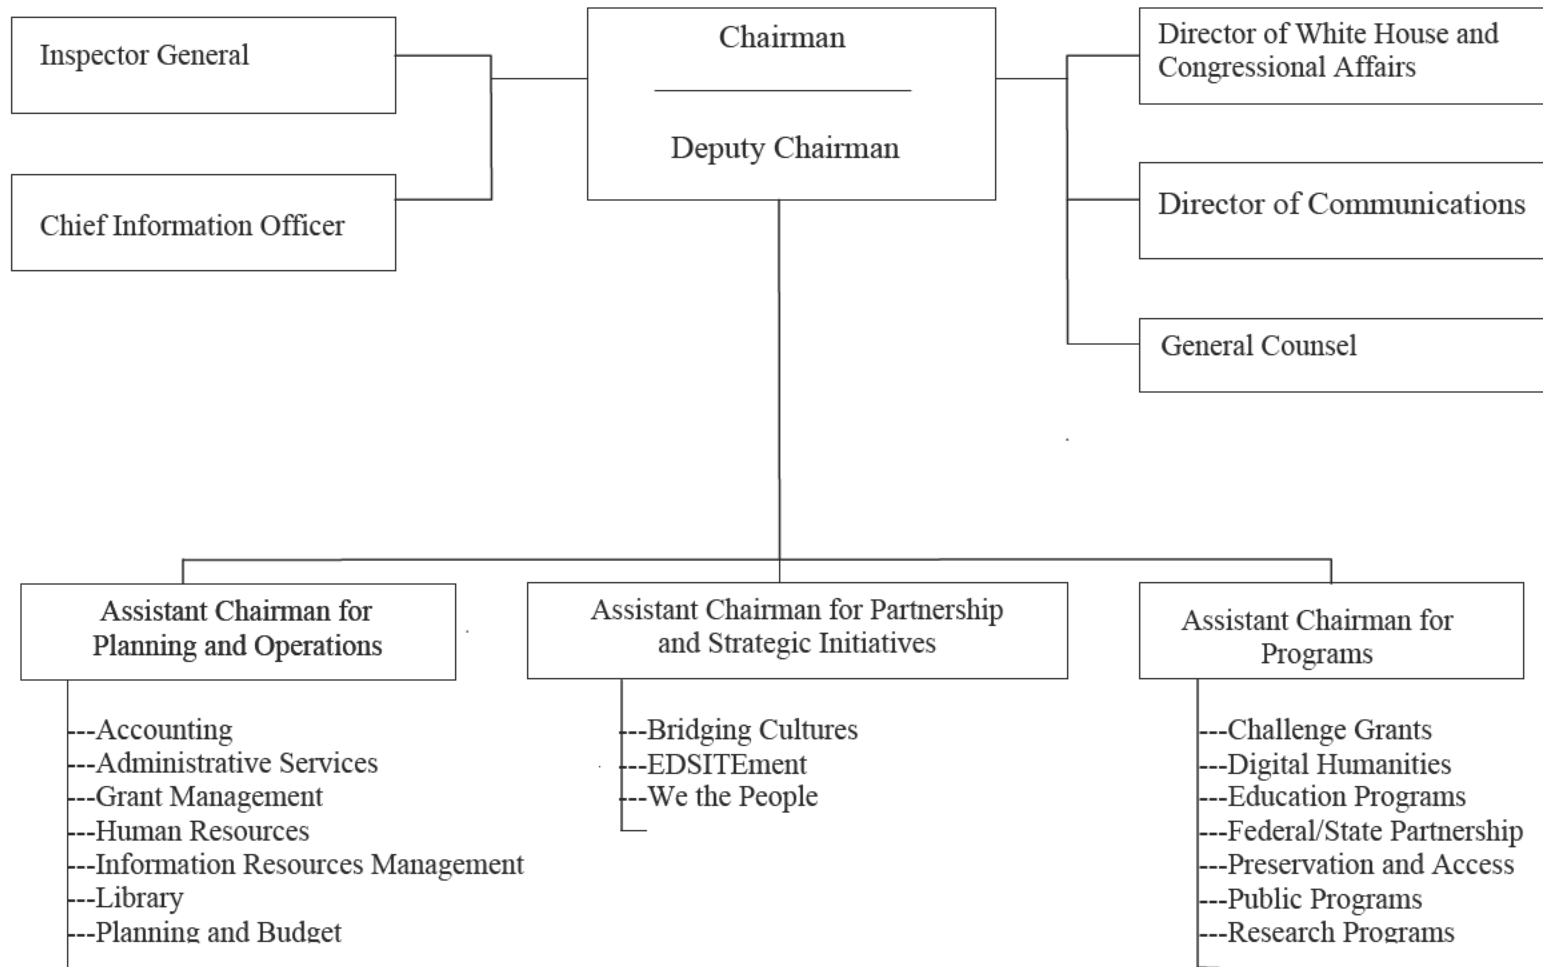 Inspector General
Chief Information Officer
Chairman
Deputy Chairman
Director of White House and
Congressional Affairs
Director of Communications
General Counsel
Assistant Chairman for
Planning and Operations
---Accounting
---Administrative Services
---Grant Management
---Human Resources
---Information Resources Management
---Library
---Planning and Budget
Assistant Chairman for Partnership
and Strategic Initiatives
---Bridging Cultures
---EDSITEment
---We the People
Assistant Chairman for
Programs
---Challenge Grants
---Digital Humanities
---Education Programs
---Federal/State Partnership
---Preservation and Access
---Public Programs
---Research Programs